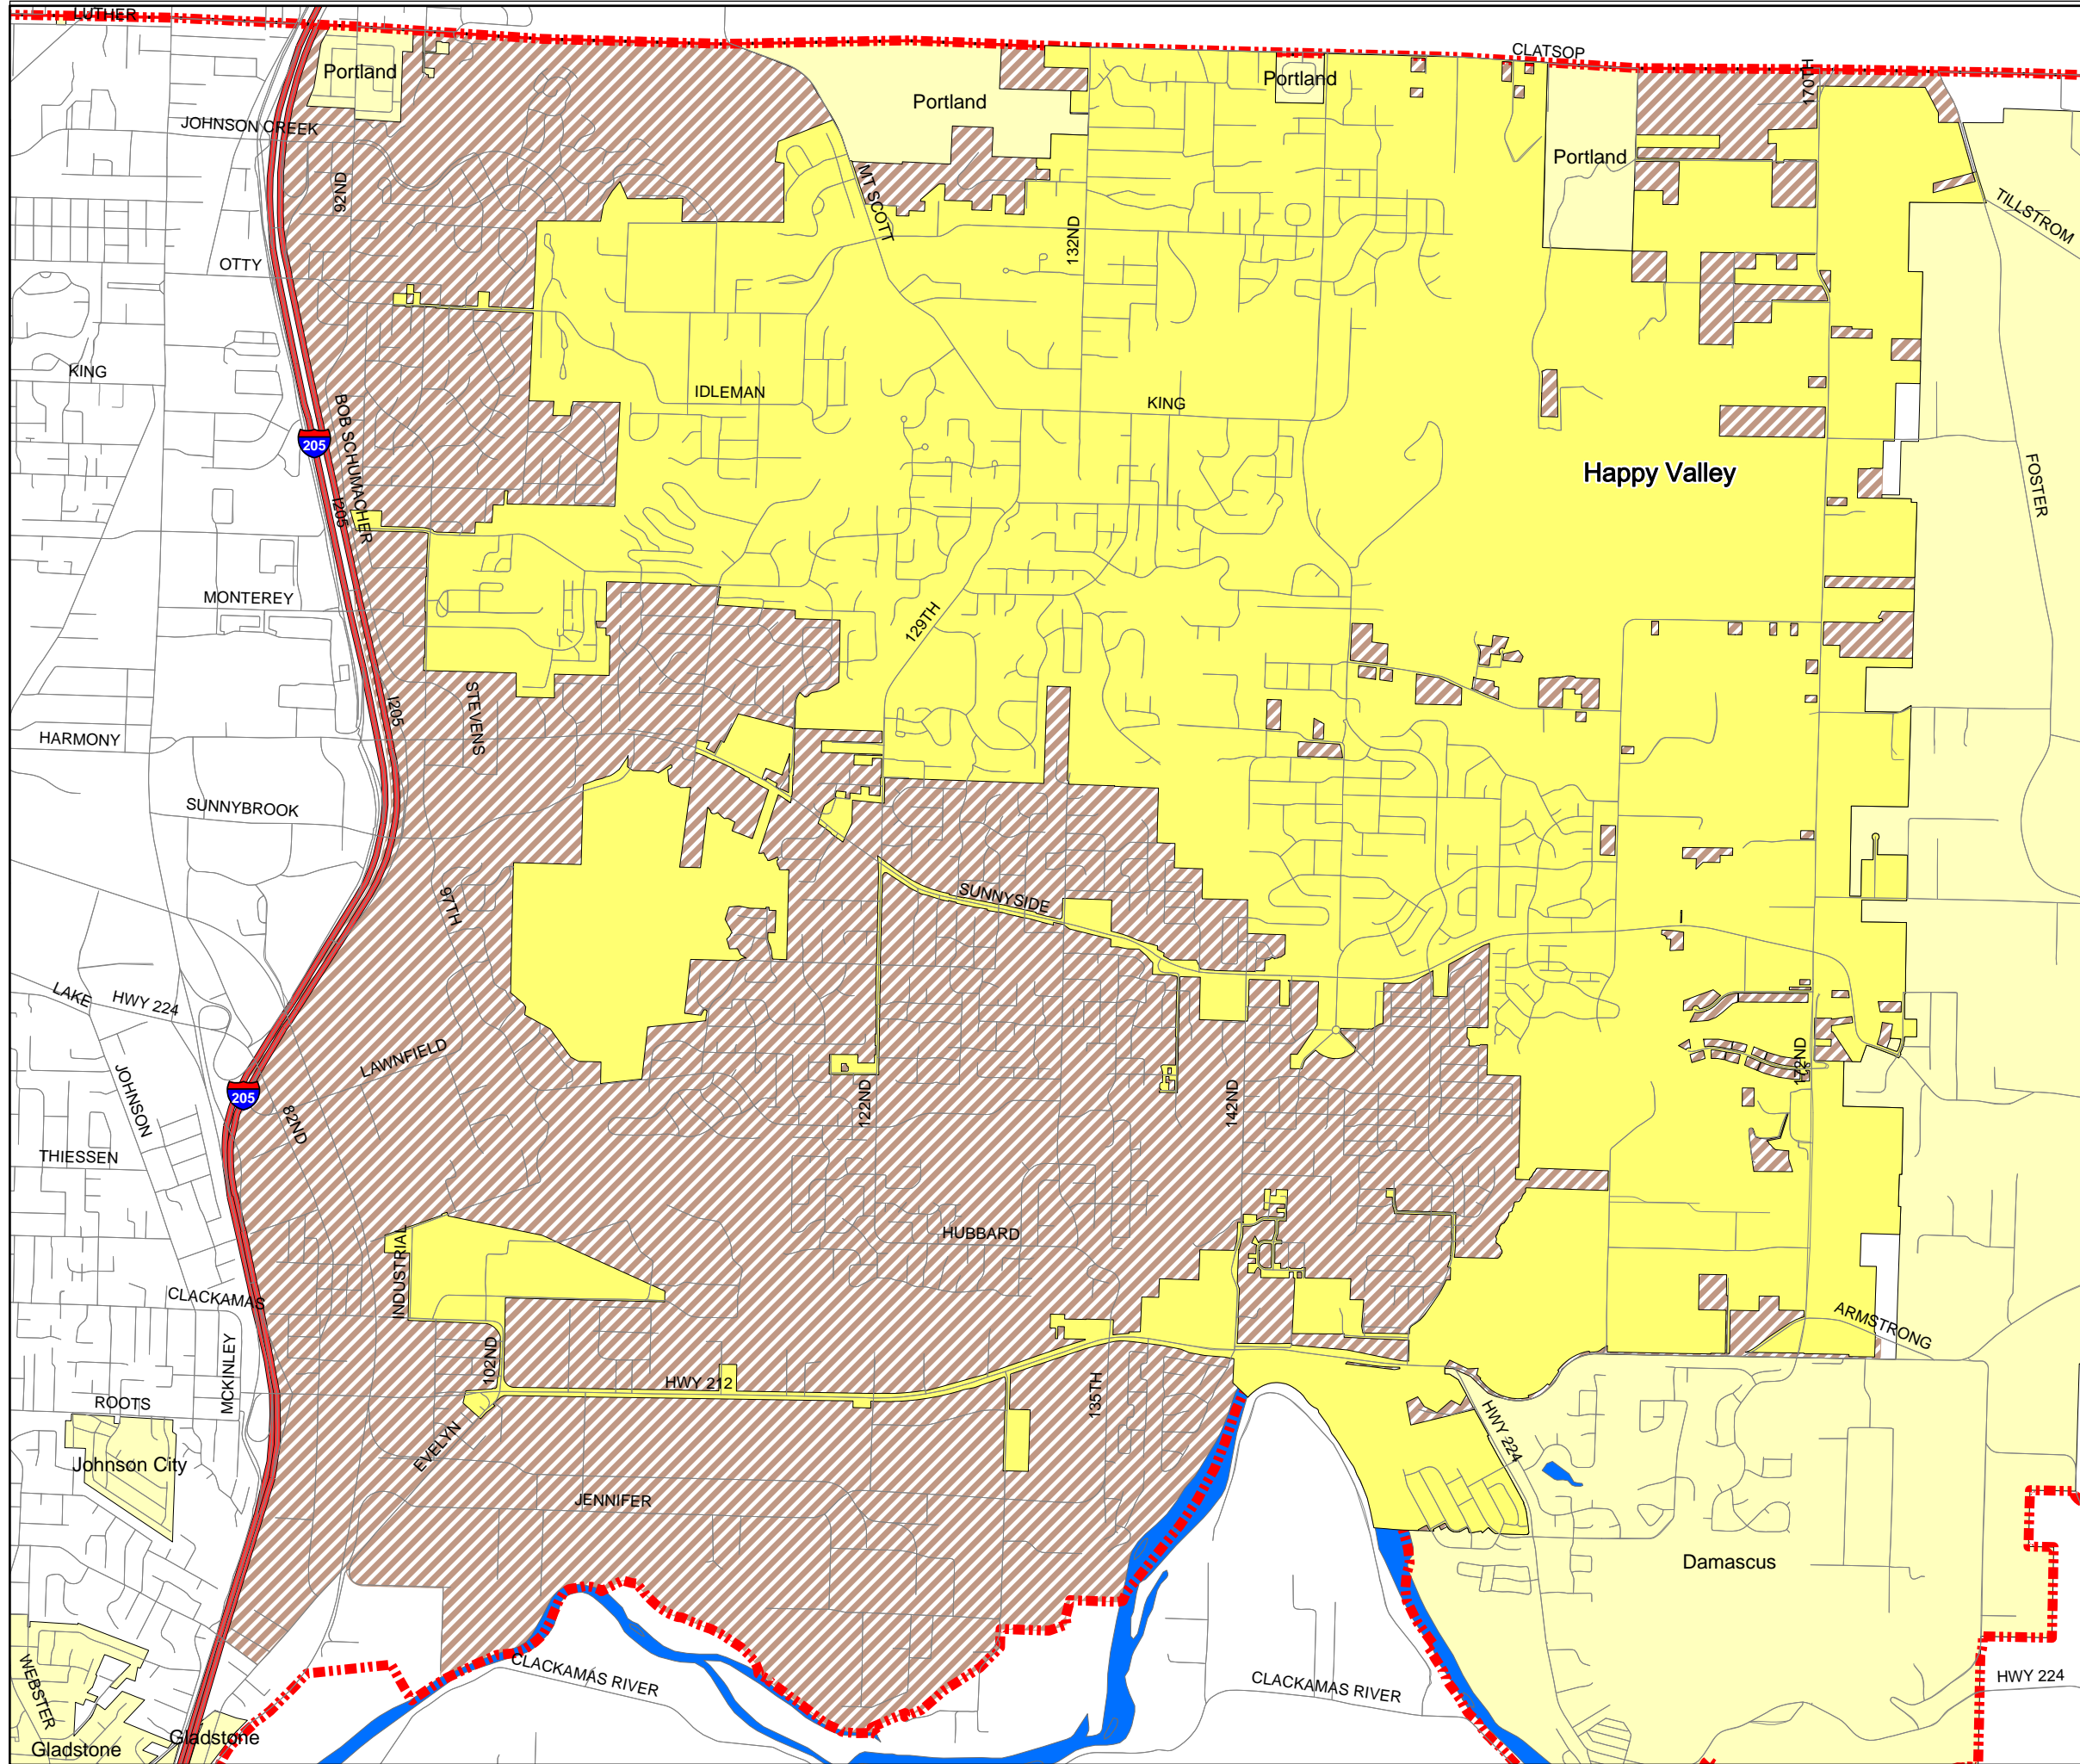 LUTHER
CLATSOP
Portland
Portland
Portland
170TH
JOHNSON CREEK
Portland
92ND
MT SCOTT
TILLSTROM
132ND
OTTY
KING
IDLEMAN
KING
BOB SCHUMACHER
205
Happy Valley
FOSTER
I205
MONTEREY
129TH
STEVENS
I205
HARMONY
SUNNYBROOK
97TH
SUNNYSIDE
I
LAKE
HWY 224
LAWNFIELD
172ND
205
JOHNSON
82ND
122ND
142ND
THIESSEN
HUBBARD
INDUSTRIAL
CLACKAMAS
ARMSTRONG
MCKINLEY
102ND
HWY 212
135TH
ROOTS
HWY 224
EVELYN
Johnson City
JENNIFER
Damascus
CLACKAMAS RIVER
CLACKAMAS RIVER
HWY 224
WEBSTER
Gladstone
Gladstone